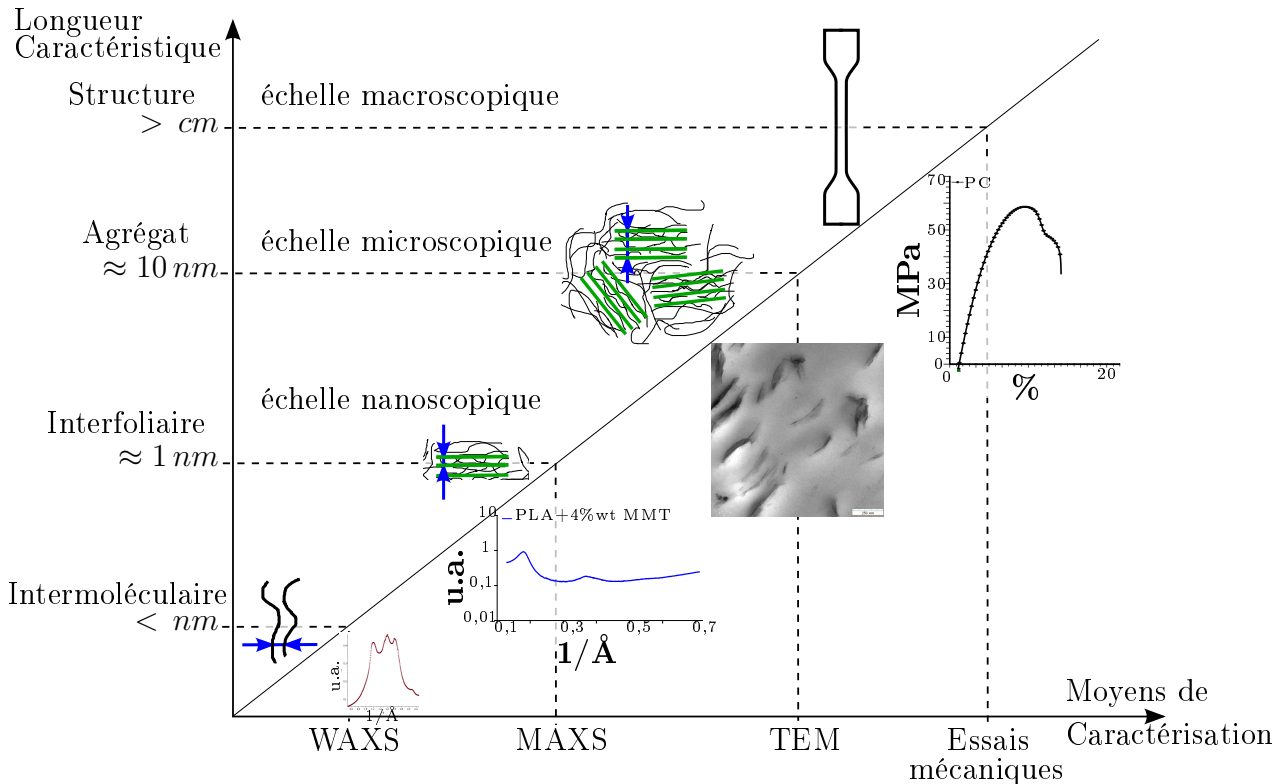 Longueur
Caractéristique
Structure
> cm
échelle macroscopique
Agrégat
≈ 10 nm
échelle microscopique
70
PC
50
30
10
0
MPa
20
%
échelle nanoscopique
Interfoliaire
≈ 1 nm
10
PLA+4%wt MMT
1
0,1
0,01
u.a.
0,1
0,3
0,5
0,7
1/Å
Intermoléculaire
< nm
u.a.
1/Å
WAXS
MAXS
TEM
Essais
mécaniques
Moyens de
Caractérisation